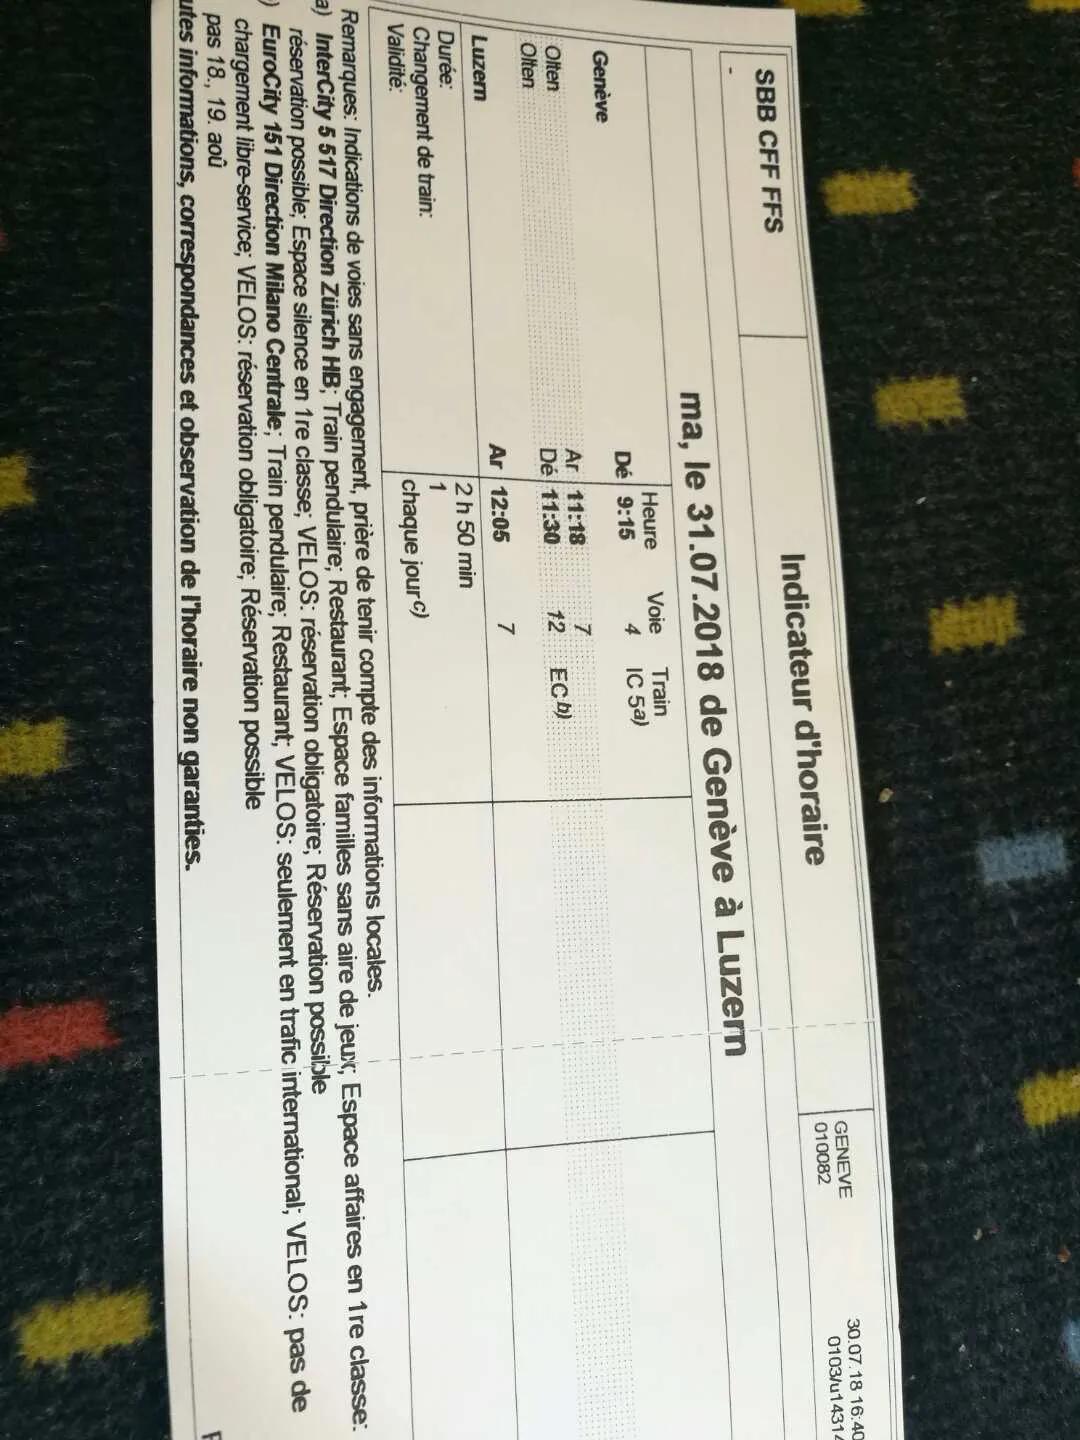 SBB CFF FFS
Indicateur d'horaire
GENEVE
010082
30.07.18 16:40
0103/u14314
-
ma, le 31.07.2018 de Genève à Luzern
Heure Voie Train
Genève Dé 9:15 4 IC 5a)
Olten Ar 11:18 7
Olten Dé 11:30 12 EC b)
Luzern Ar 12:05 7
Durée: 2 h 50 min
Changement de train: 1
Validité: chaque jour c)
Remarques: Indications de voies sans engagement, prière de tenir compte des informations locales.
a) InterCity 5 517 Direction Zürich HB; Train pendulaire; Restaurant; Espace familles sans aire de jeux; Espace affaires en 1re classe:
réservation possible; Espace silence en 1re classe; VELOS: réservation obligatoire; Réservation possible
) EuroCity 151 Direction Milano Centrale; Train pendulaire; Restaurant; VELOS: seulement en trafic international; VELOS: pas de
chargement libre-service; VELOS: réservation obligatoire; Réservation possible
pas 18., 19. aoû
utes informations, correspondances et observation de l'horaire non garanties.